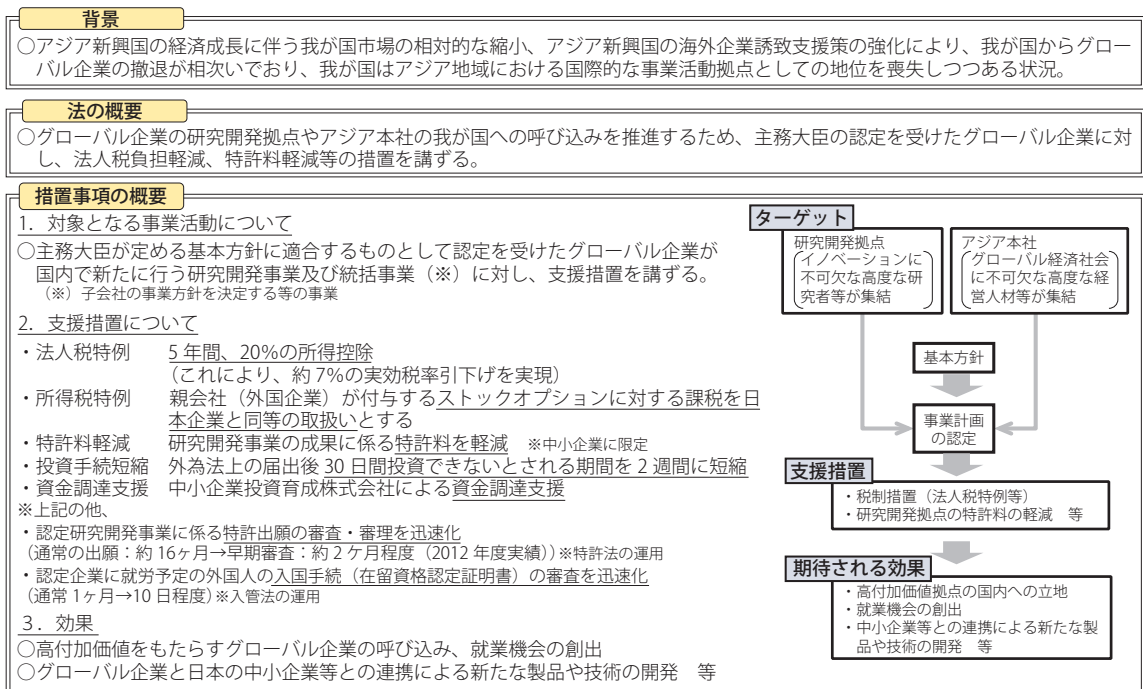 背景
○アジア新興国の経済成長に伴う我が国市場の相対的な縮小、アジア新興国の海外企業誘致支援策の強化により、我が国からグロー
バル企業の撤退が相次いでおり、我が国はアジア地域における国際的な事業活動拠点としての地位を喪失しつつある状況。
法の概要
○グローバル企業の研究開発拠点やアジア本社の我が国への呼び込みを推進するため、主務大臣の認定を受けたグローバル企業に対
し、法人税負担軽減、特許料軽減等の措置を講ずる。
措置事項の概要
1．対象となる事業活動について
○主務大臣が定める基本方針に適合するものとして認定を受けたグローバル企業が
国内で新たに行う研究開発事業及び統括事業（※）に対し、支援措置を講ずる。
（※）子会社の事業方針を決定する等の事業
2．支援措置について
・法人税特例　5年間、20％の所得控除
（これにより、約7％の実効税率引下げを実現）
・所得税特例　親会社（外国企業）が付与するストックオプションに対する課税を日
本企業と同等の取扱いとする
・特許料軽減　研究開発事業の成果に係る特許料を軽減　※中小企業に限定
・投資手続短縮　外為法上の届出後30日間投資できないとされる期間を2週間に短縮
・資金調達支援　中小企業投資育成株式会社による資金調達支援
※上記の他、
・認定研究開発事業に係る特許出願の審査・審理を迅速化
（通常の出願：約16ヶ月→早期審査：約2ケ月程度（2012年度実績））※特許法の運用
・認定企業に就労予定の外国人の入国手続（在留資格認定証明書）の審査を迅速化
（通常1ヶ月→10日程度）※入管法の運用
3．効果
○高付加価値をもたらすグローバル企業の呼び込み、就業機会の創出
○グローバル企業と日本の中小企業等との連携による新たな製品や技術の開発　等
ターゲット
研究開発拠点
イノベーションに
不可欠な高度な研
究者等が集結
アジア本社
グローバル経済社会
に不可欠な高度な経
営人材等が集結
基本方針
事業計画
の認定
支援措置
・税制措置（法人税特例等）
・研究開発拠点の特許料の軽減　等
期待される効果
・高付加価値拠点の国内への立地
・就業機会の創出
・中小企業等との連携による新たな製
品や技術の開発　等